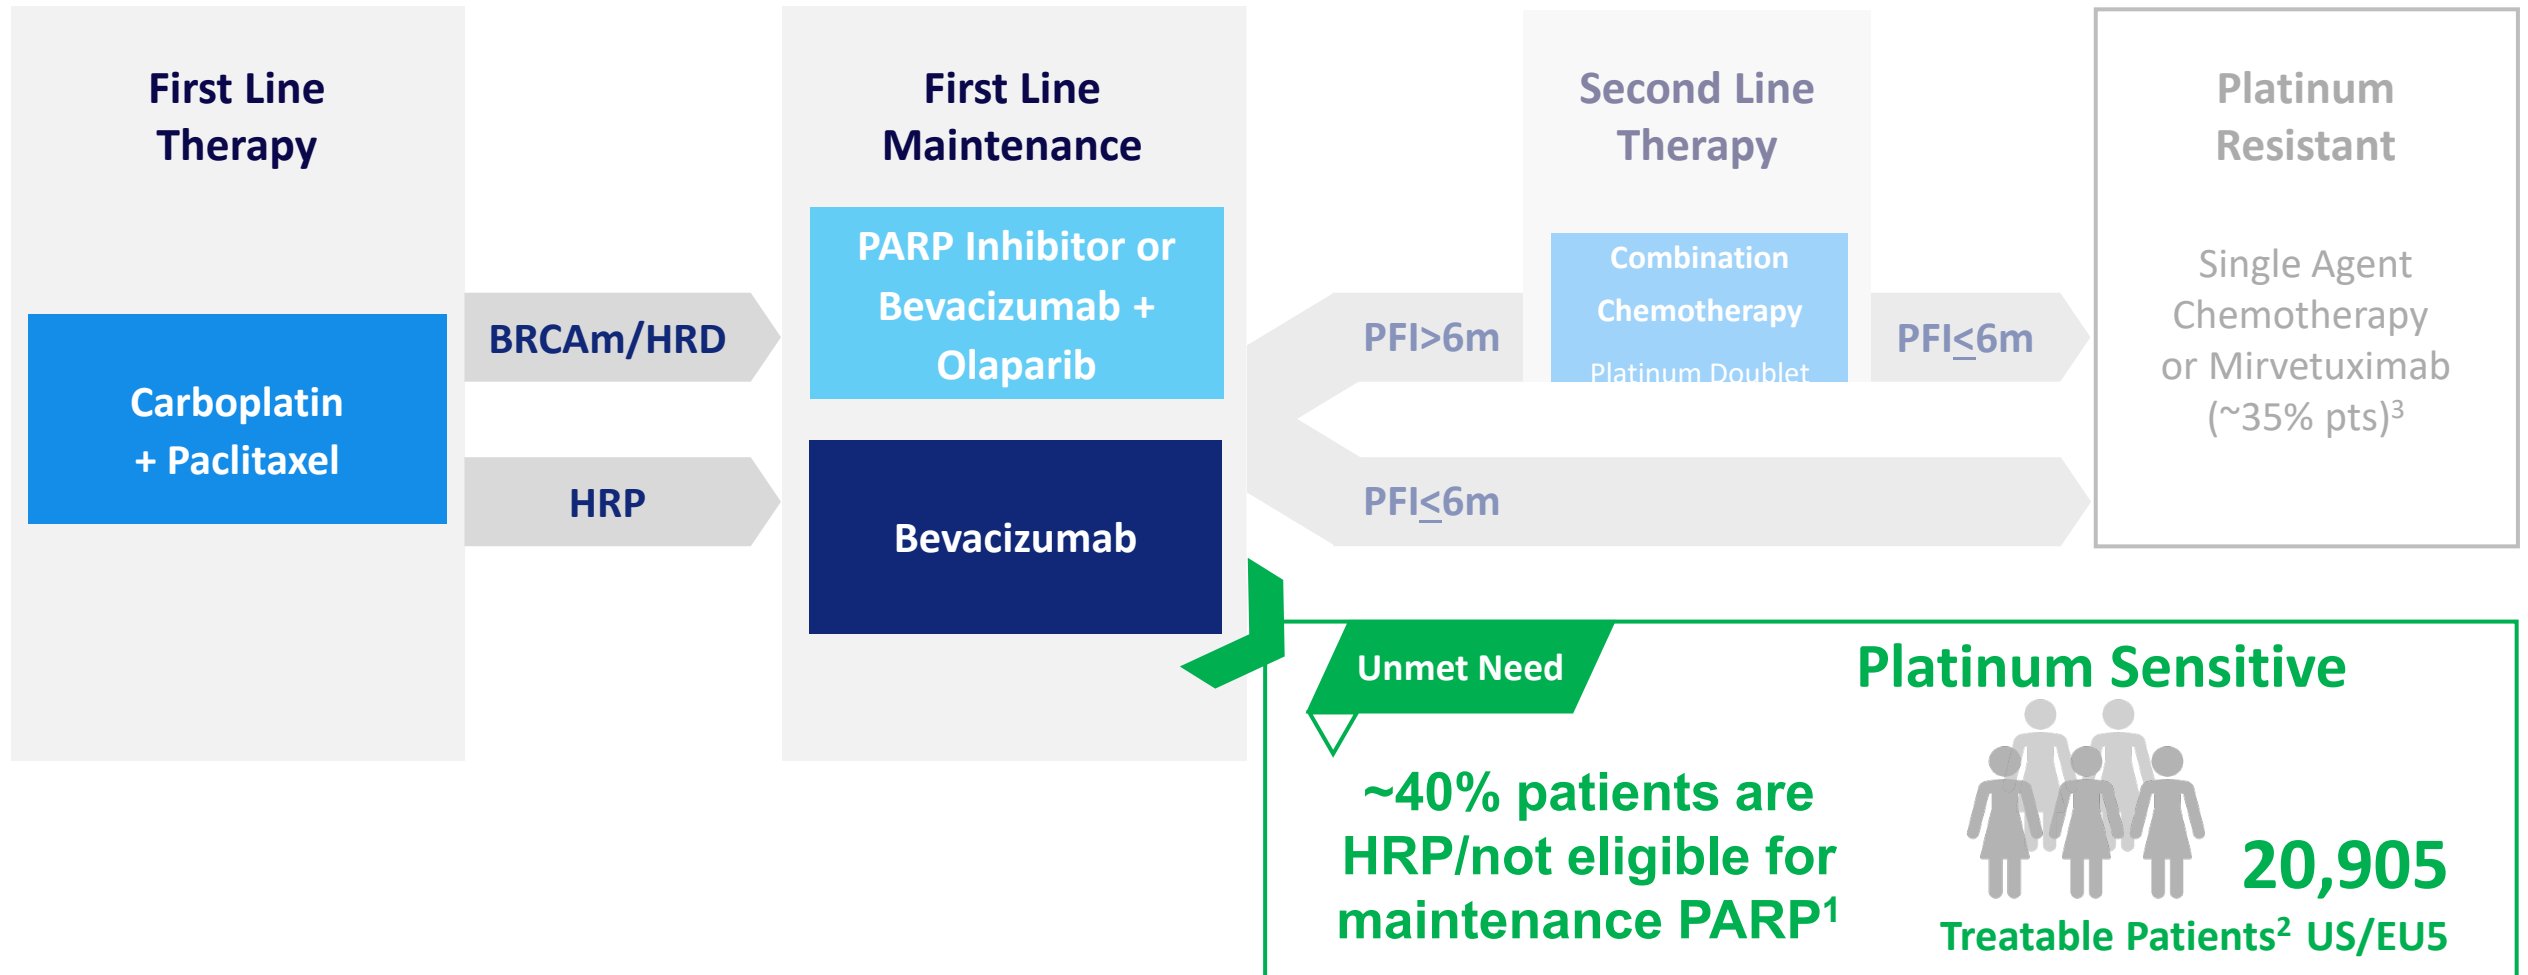 First Line
Therapy
Carboplatin
+ Paclitaxel
BRCAm/HRD
HRP
First Line
Maintenance
PARP Inhibitor or
Bevacizumab +
Olaparib
Bevacizumab
PFI>6m
PFI≤6m
Second Line
Therapy
Combination
Chemotherapy
Platinum Doublet
PFI≤6m
Platinum
Resistant
Single Agent
Chemotherapy
or Mirvetuximab
(~35% pts)³
Unmet Need
~40% patients are
HRP/not eligible for
maintenance PARP¹
Platinum Sensitive
20,905
Treatable Patients² US/EU5